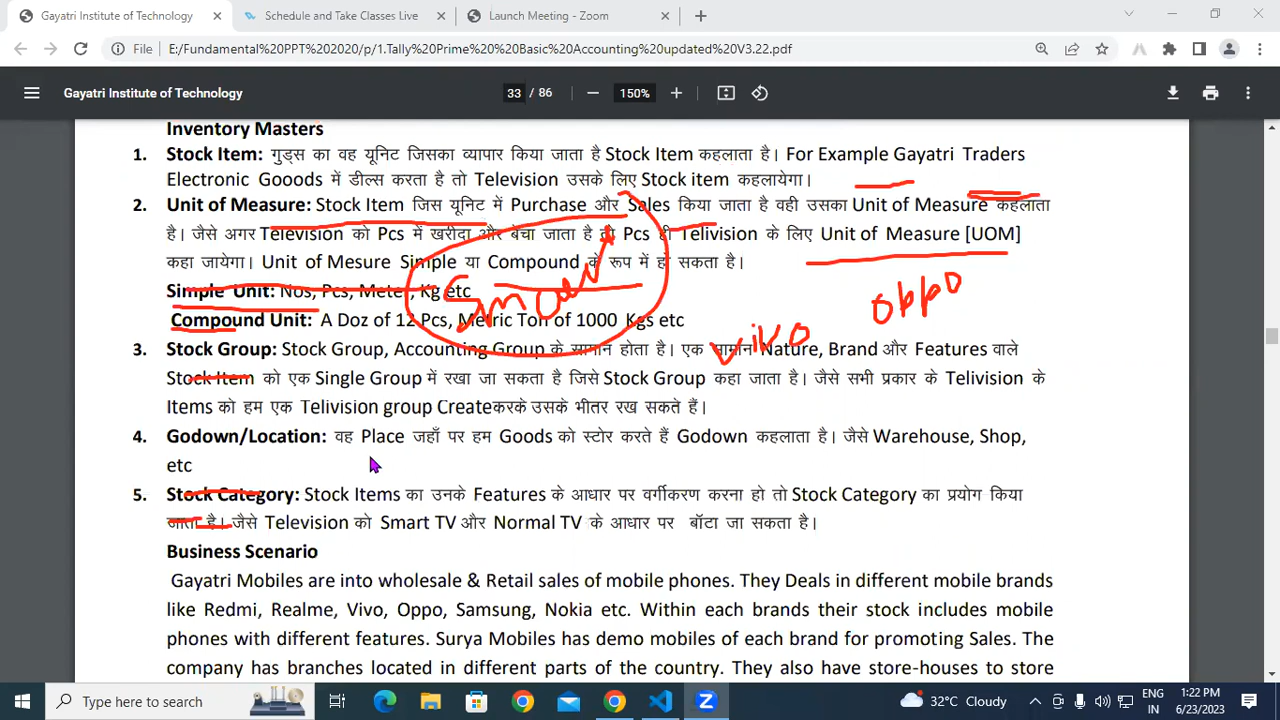 Gayatri Institute of Technology
Schedule and Take Classes Live
Launch Meeting - Zoom
File E:/Fundamental%20PPT%202020/p/1.Tally%20Prime%20%20Basic%20Accounting%20updated%20V3.22.pdf
Gayatri Institute of Technology 33 / 86 150%
Inventory Masters
1. Stock Item: गुड्स का वह यूनिट जिसका व्यापार किया जाता है Stock Item कहलाता है। For Example Gayatri Traders
Electronic Gooods में डील्स करता है तो Television उसके लिए Stock item कहलायेगा।
2. Unit of Measure: Stock Item जिस यूनिट में Purchase और Sales किया जाता है वही उसका Unit of Measure कहलाता
है। जैसे अगर Television को Pcs में खरीदा और बेंचा जाता है तो Pcs ही Telivision के लिए Unit of Measure [UOM]
कहा जायेगा। Unit of Mesure Simple या Compound के रूप में हो सकता है।
Simple Unit: Nos, Pcs, Meter, Kg etc
oppo
Compound Unit: A Doz of 12 Pcs, Metric Ton of 1000 Kgs etc
vivo
3. Stock Group: Stock Group, Accounting Group के सामान होता है। एक सामान Nature, Brand और Features वाले
Stock Item को एक Single Group में रखा जा सकता है जिसे Stock Group कहा जाता है। जैसे सभी प्रकार के Telivision के
Items को हम एक Telivision group Createकरके उसके भीतर रख सकते हैं।
4. Godown/Location: वह Place जहाँ पर हम Goods को स्टोर करते हैं Godown कहलाता है। जैसे Warehouse, Shop,
etc
5. Stock Category: Stock Items का उनके Features के आधार पर वर्गीकरण करना हो तो Stock Category का प्रयोग किया
जाता है। जैसे Television को Smart TV और Normal TV के आधार पर बॉटा जा सकता है।
Business Scenario
Gayatri Mobiles are into wholesale & Retail sales of mobile phones. They Deals in different mobile brands
like Redmi, Realme, Vivo, Oppo, Samsung, Nokia etc. Within each brands their stock includes mobile
phones with different features. Surya Mobiles has demo mobiles of each brand for promoting Sales. The
company has branches located in different parts of the country. They also have store-houses to store
Type here to search
32°C Cloudy
ENG
IN
1:22 PM
6/23/2023